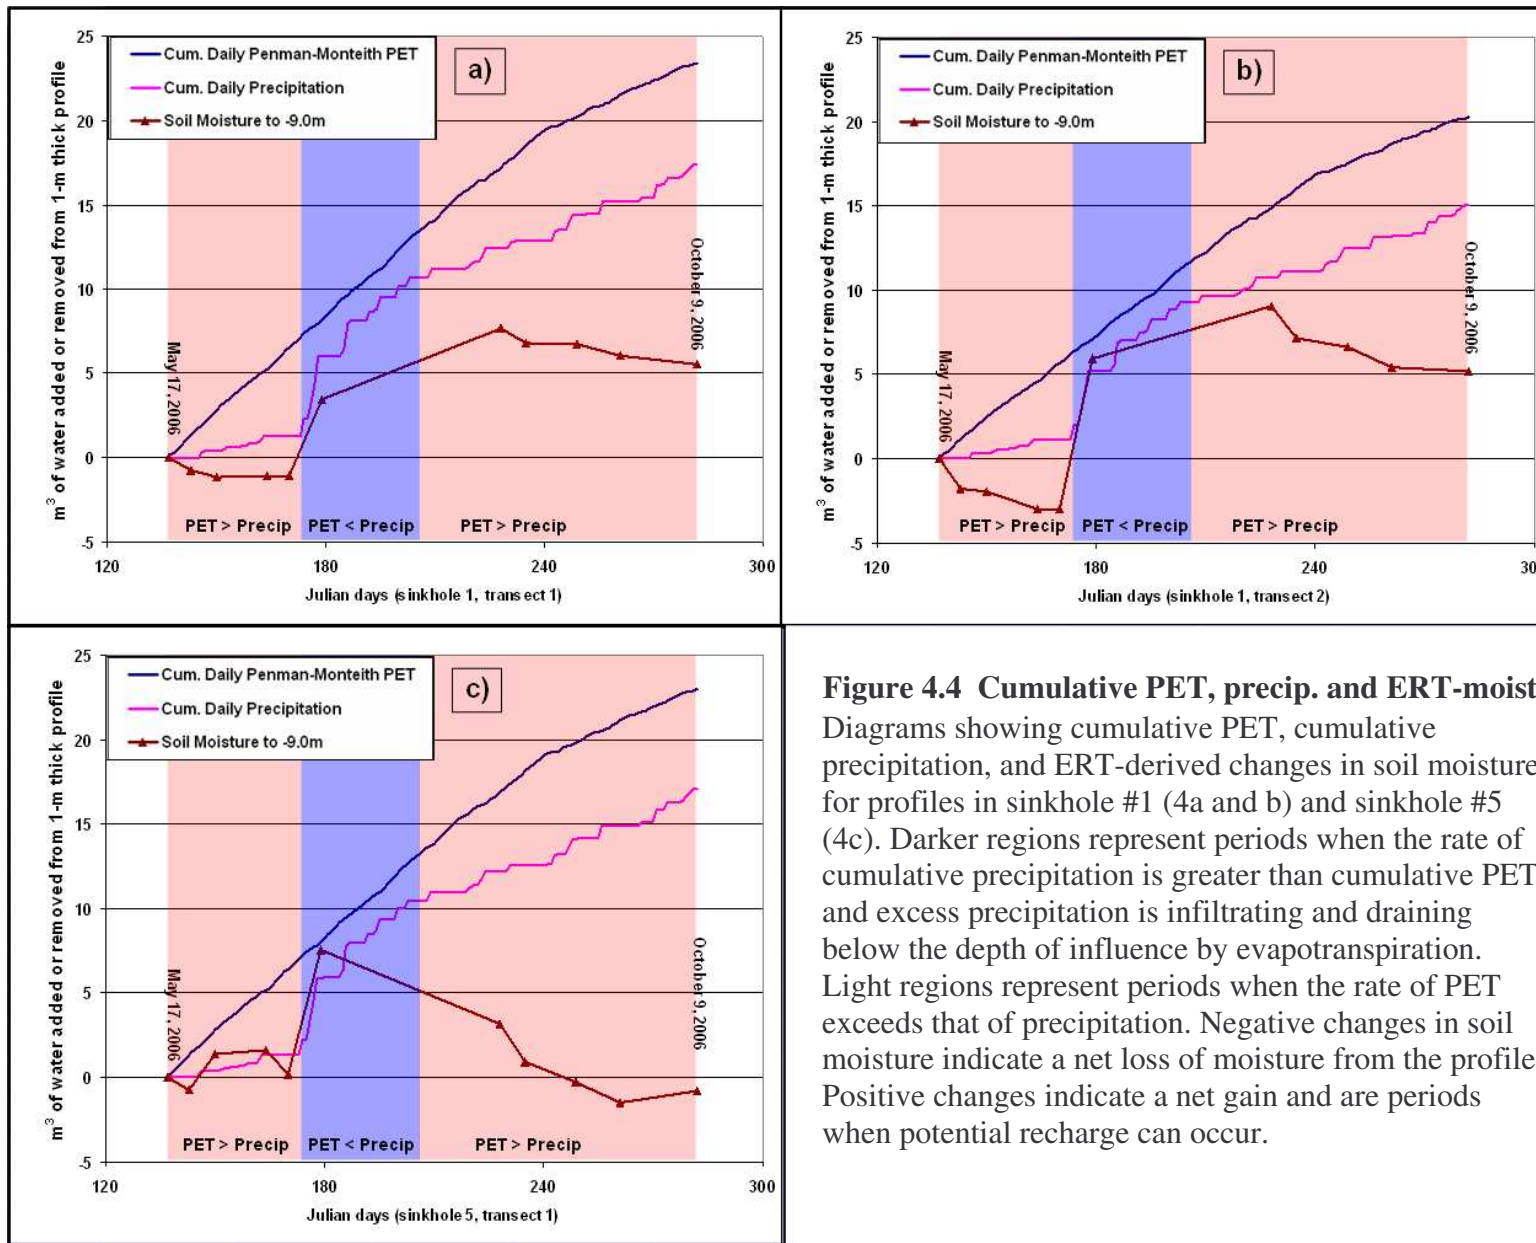 25
20
15
10
5
0
-5
Cum. Daily Penman-Monteith PET
Cum. Daily Precipitation
Soil Moisture to -9.0m
a)
m³ of water added or removed from 1-m thick profile
May 17, 2006
October 9, 2006
PET > Precip
PET < Precip
PET > Precip
120
180
240
300
Julian days (sinkhole 1, transect 1)
25
20
15
10
5
0
-5
Cum. Daily Penman-Monteith PET
Cum. Daily Precipitation
Soil Moisture to -9.0m
b)
m³ of water added or removed from 1-m thick profile
May 17, 2006
October 9, 2006
PET > Precip
PET < Precip
PET > Precip
120
180
240
30
Julian days (sinkhole 1, transect 2)
25
20
15
10
5
0
-5
Cum. Daily Penman-Monteith PET
Cum. Daily Precipitation
Soil Moisture to -9.0m
c)
m³ of water added or removed from 1-m thick profile
May 17, 2006
October 9, 2006
PET > Precip
PET < Precip
PET > Precip
120
180
240
300
Julian days (sinkhole 5, transect 1)
Figure 4.4 Cumulative PET, precip. and ERT-moist
Diagrams showing cumulative PET, cumulative
precipitation, and ERT-derived changes in soil moisture
for profiles in sinkhole #1 (4a and b) and sinkhole #5
(4c). Darker regions represent periods when the rate of
cumulative precipitation is greater than cumulative PET
and excess precipitation is infiltrating and draining
below the depth of influence by evapotranspiration.
Light regions represent periods when the rate of PET
exceeds that of precipitation. Negative changes in soil
moisture indicate a net loss of moisture from the profile
Positive changes indicate a net gain and are periods
when potential recharge can occur.